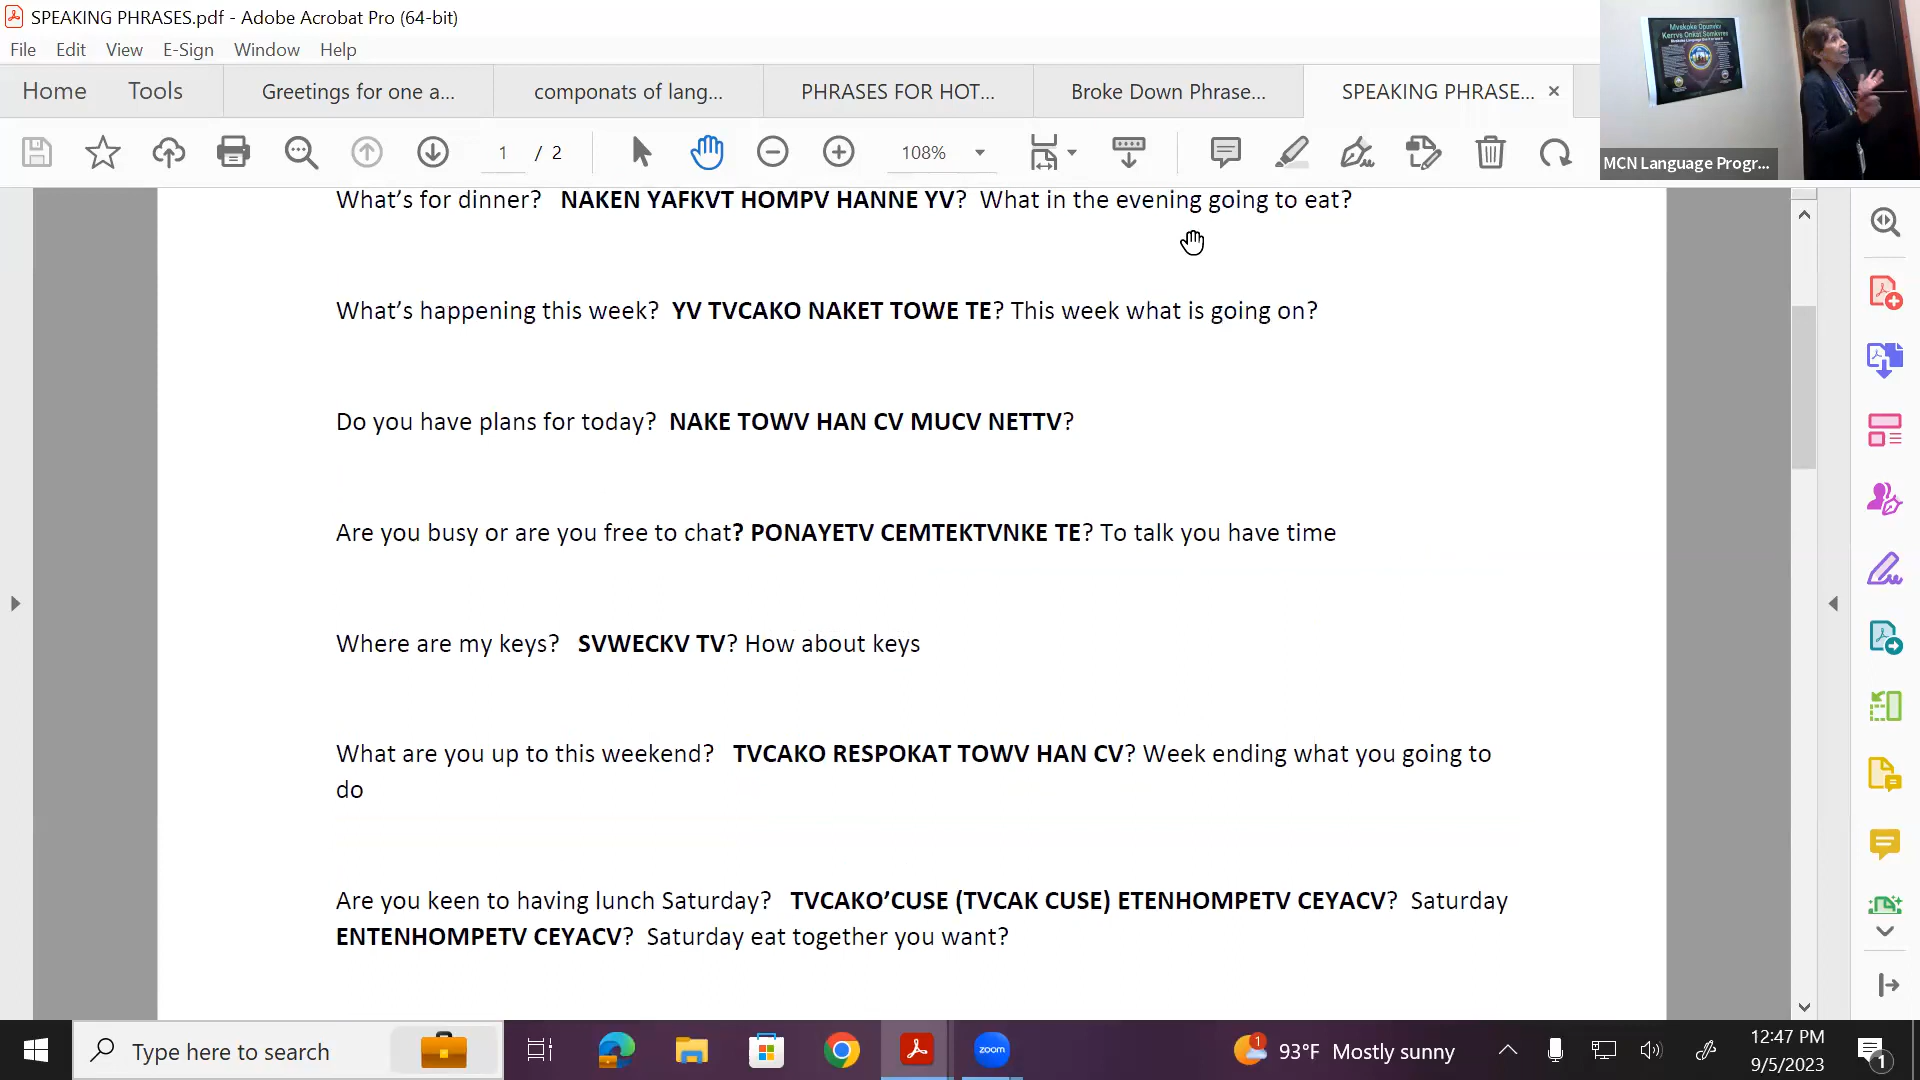 SPEAKING PHRASES.pdf - Adobe Acrobat Pro (64-bit)
File Edit View E-Sign Window Help
Home Tools Greetings for one a... componats of lang... PHRASES FOR HOT... Broke Down Phrase... SPEAKING PHRASE... ×
1 / 2 108%
Mvskoke Opunvkv
Kerrvs Onkat Somkvres
MCN Language Progr...
What’s for dinner? NAKEN YAFKVT HOMPV HANNE YV? What in the evening going to eat?
What’s happening this week? YV TVCAKO NAKET TOWE TE? This week what is going on?
Do you have plans for today? NAKE TOWV HAN CV MUCV NETTV?
Are you busy or are you free to chat? PONAYETV CEMTEKTVNKE TE? To talk you have time
Where are my keys? SVWECKV TV? How about keys
What are you up to this weekend? TVCAKO RESPOKAT TOWV HAN CV? Week ending what you going to
do
Are you keen to having lunch Saturday? TVCAKO’CUSE (TVCAK CUSE) ETENHOMPETV CEYACV? Saturday
ENTENHOMPETV CEYACV? Saturday eat together you want?
Type here to search
zoom
1
93°F Mostly sunny
12:47 PM
9/5/2023
1